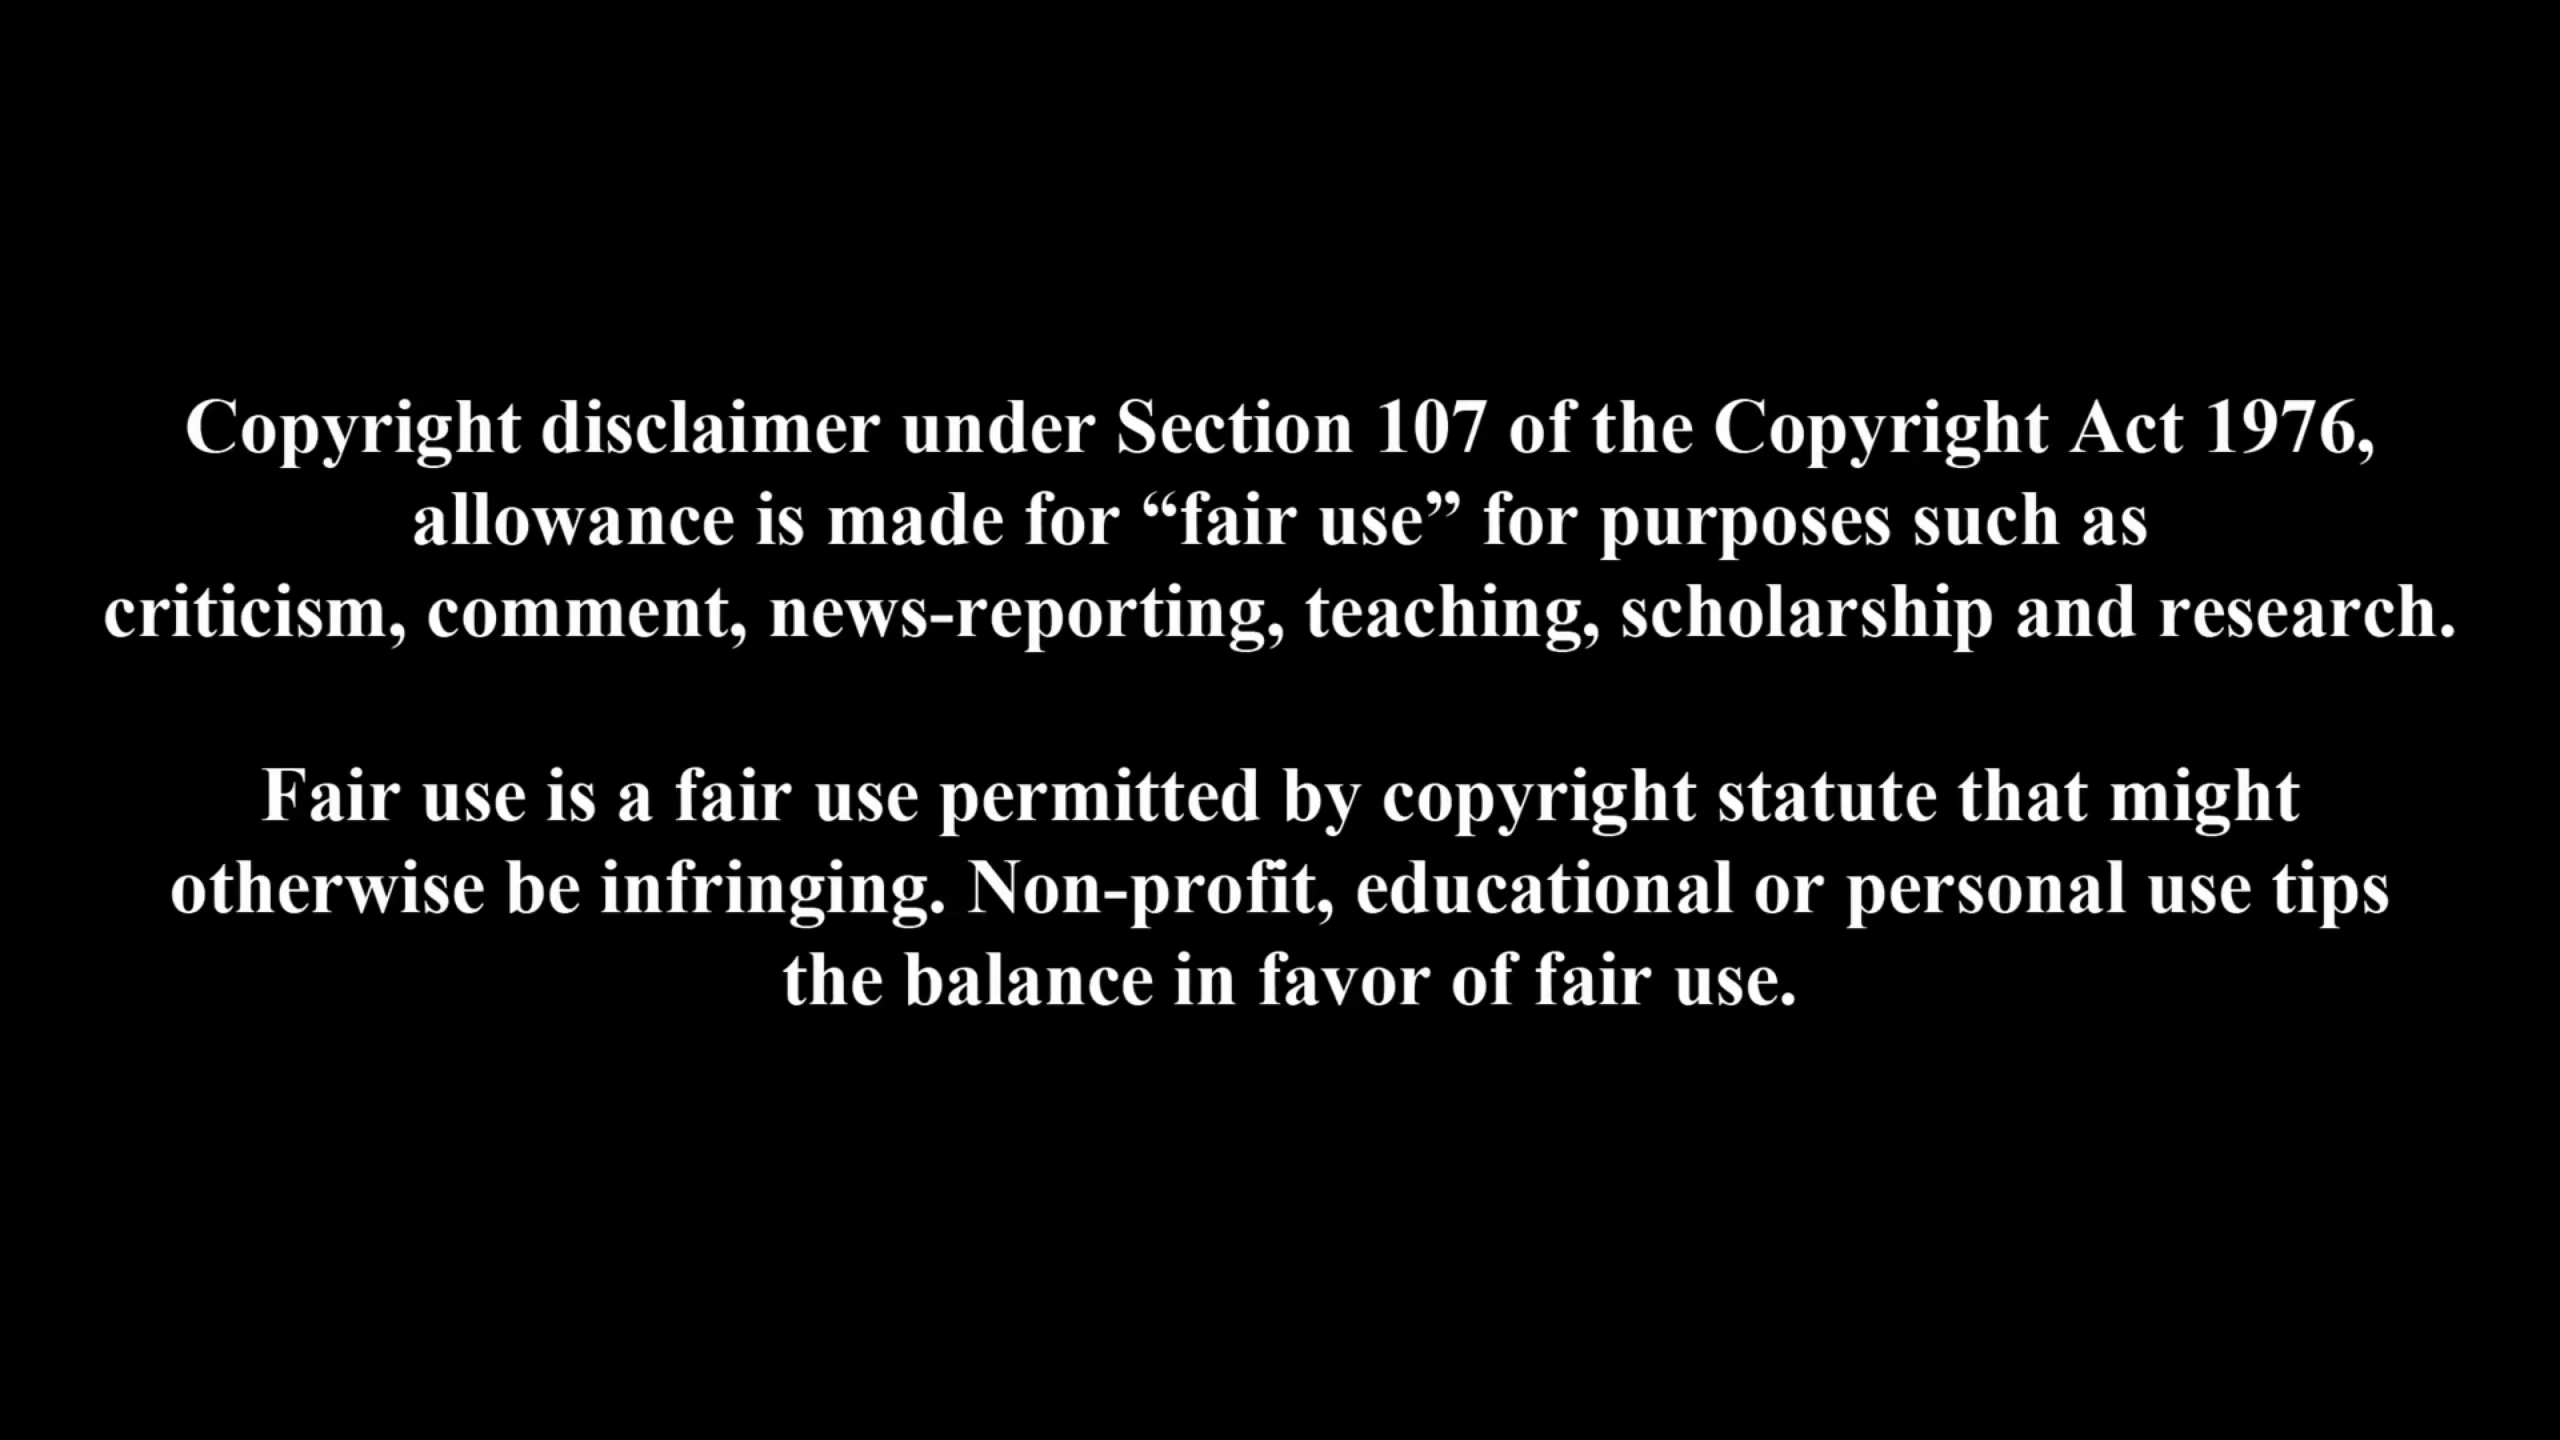 Copyright disclaimer under Section 107 of the Copyright Act 1976,
allowance is made for “fair use” for purposes such as
criticism, comment, news-reporting, teaching, scholarship and research.
Fair use is a fair use permitted by copyright statute that might
otherwise be infringing. Non-profit, educational or personal use tips
the balance in favor of fair use.